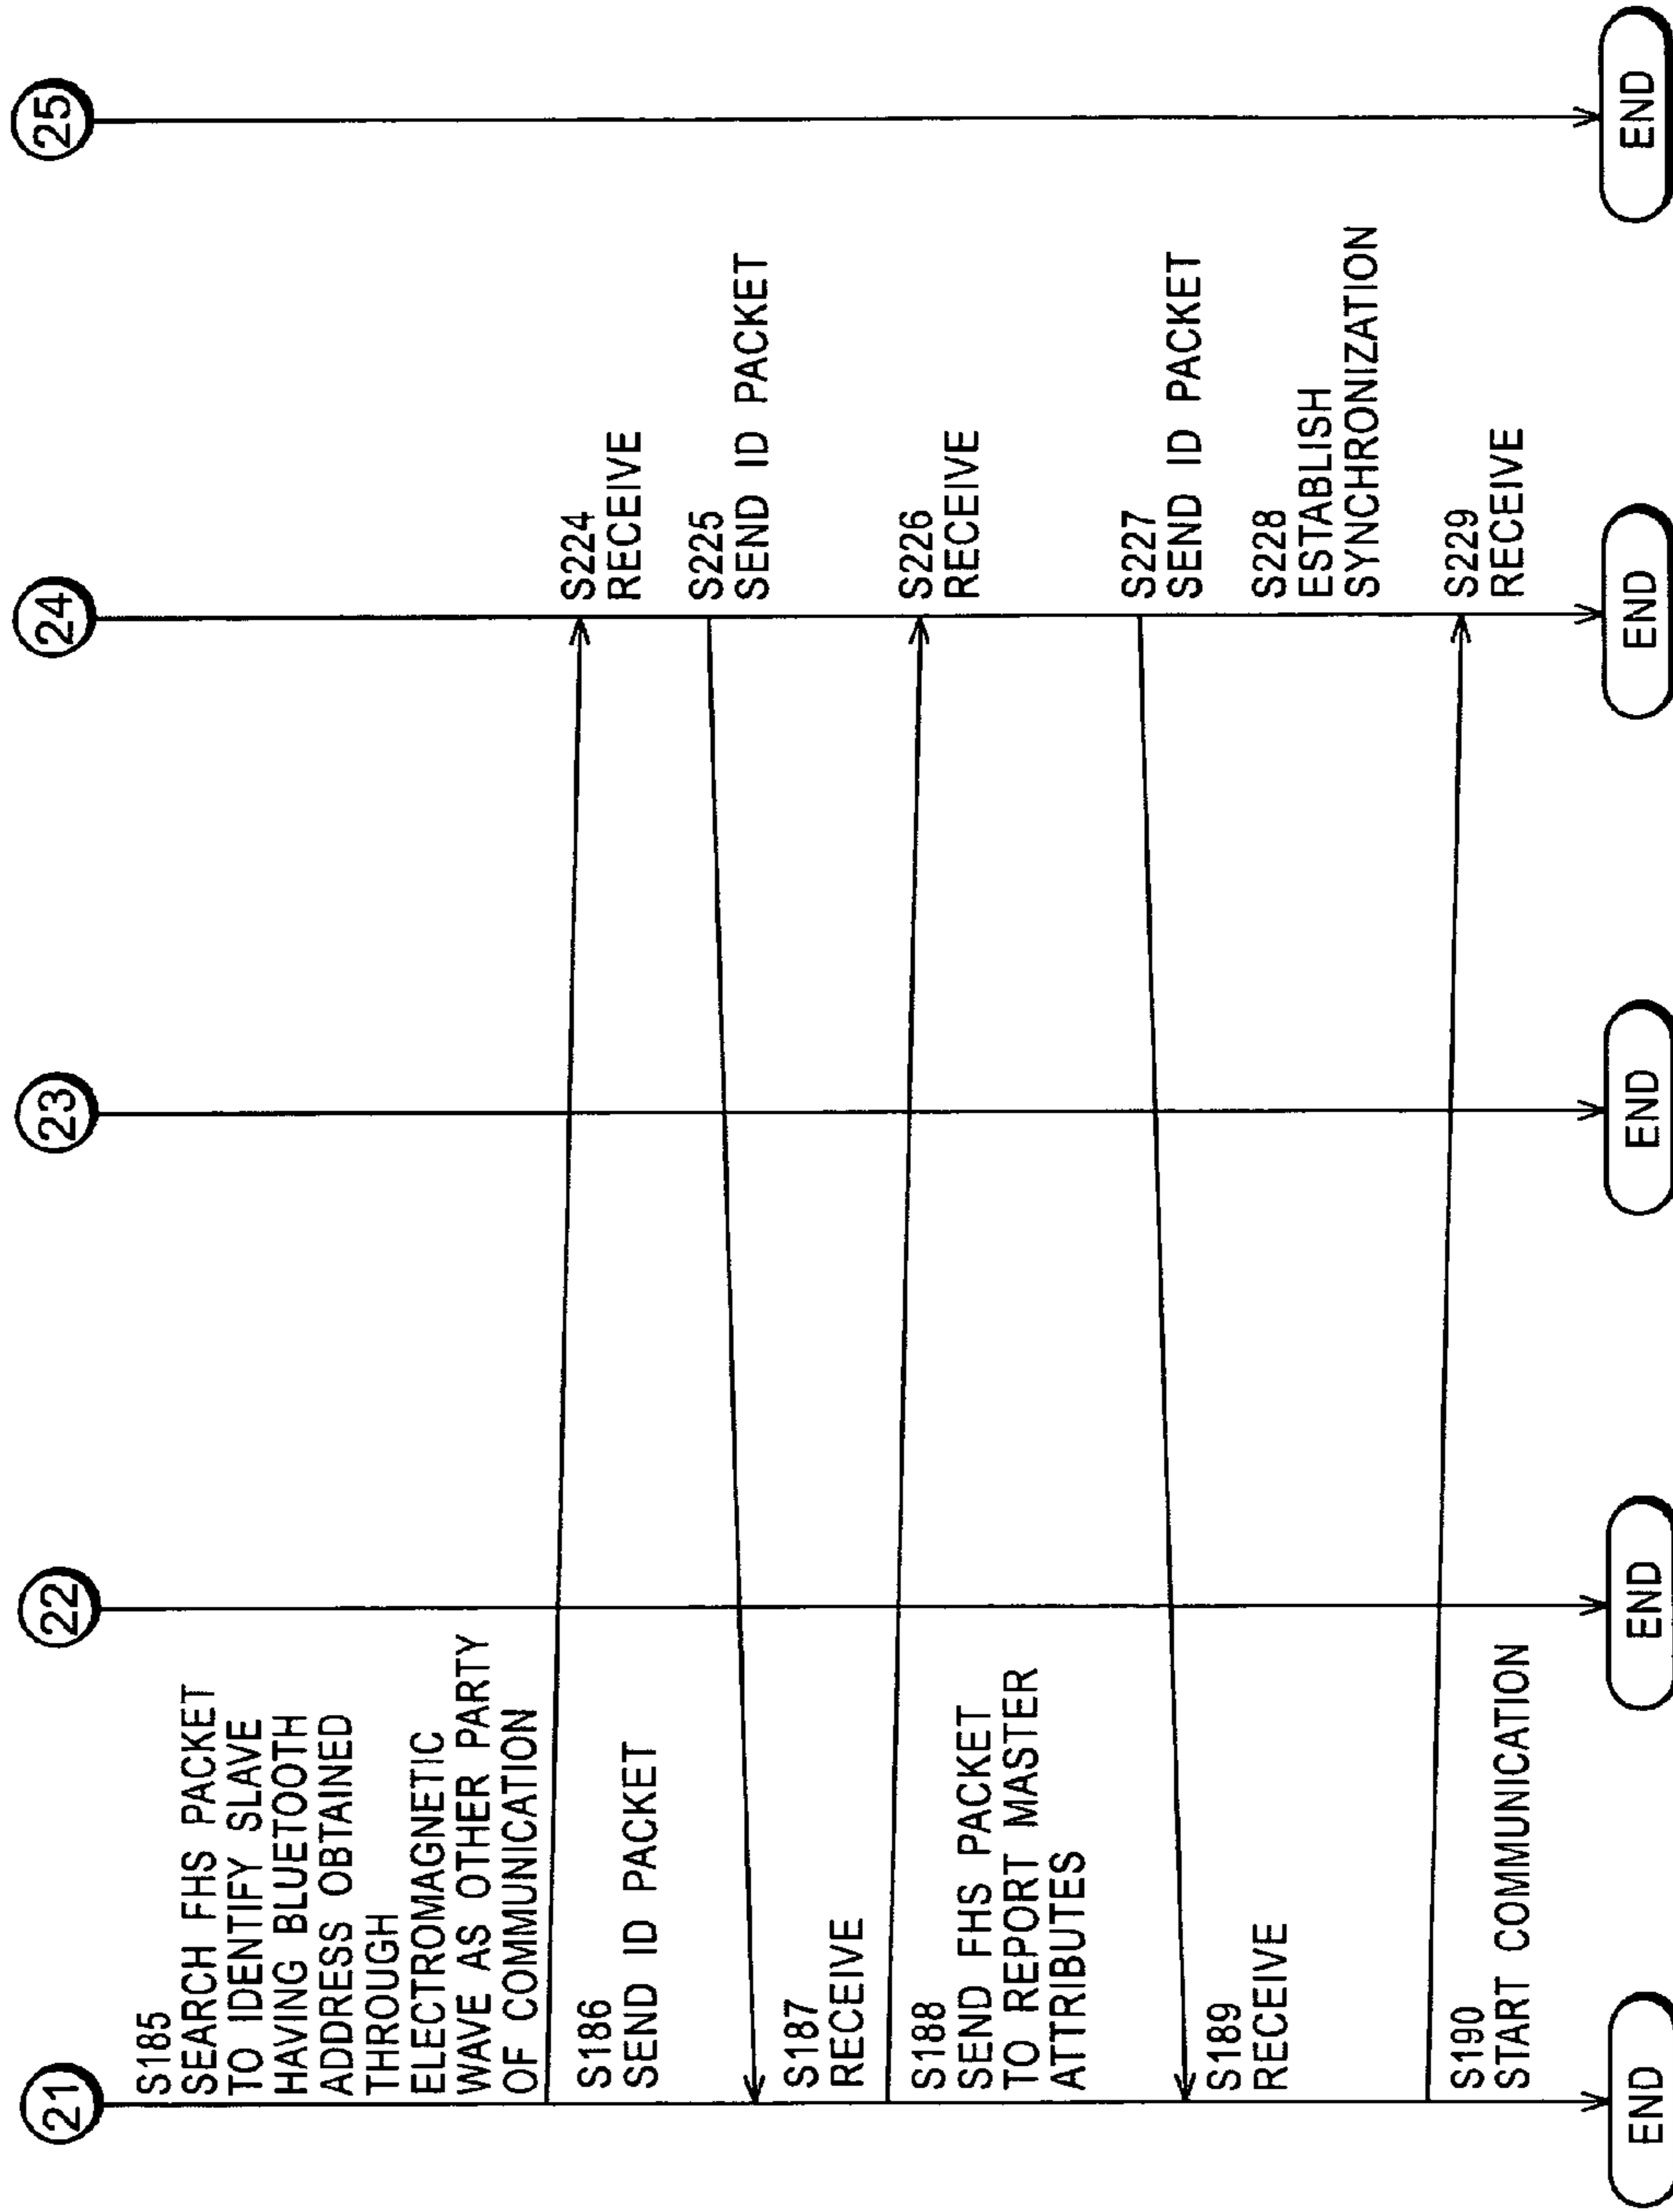 21
22
23
24
25
S185
SEARCH FHS PACKET
TO IDENTIFY SLAVE
HAVING BLUETOOTH
ADDRESS OBTAINED
THROUGH
ELECTROMAGNETIC
WAVE AS OTHER PARTY
OF COMMUNICATION
S186
SEND ID PACKET
S224
RECEIVE
S225
SEND ID PACKET
S187
RECEIVE
S188
SEND FHS PACKET
TO REPORT MASTER
ATTRIBUTES
S226
RECEIVE
S227
SEND ID PACKET
S189
RECEIVE
S228
ESTABLISH
SYNCHRONIZATION
S190
START COMMUNICATION
S229
RECEIVE
END
END
END
END
END